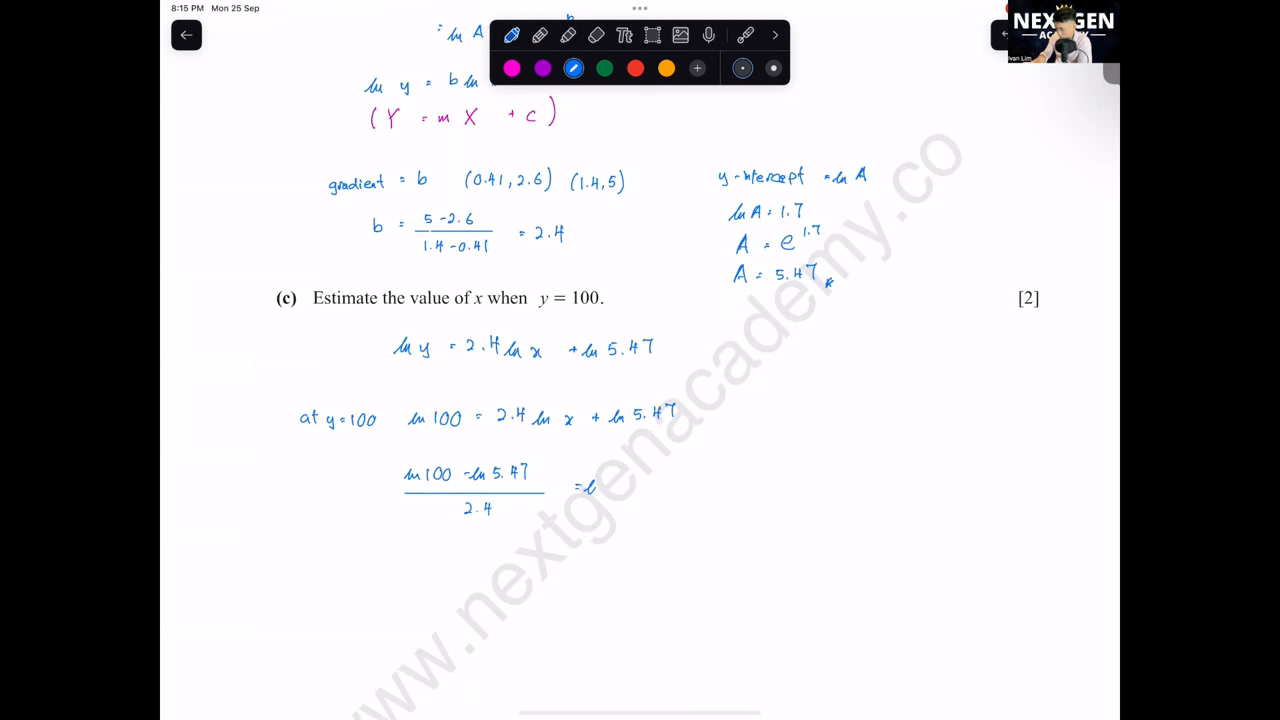 8:15 PM Mon 25 Sep
NEXTGEN
Ivan Lim
= ln A
ln y = b ln
(Y = m X + c)
gradient = b (0.41, 2.6) (1.4, 5)
b = 5 - 2.6 / 1.4 - 0.41 = 2.4
y-intercept = ln A
ln A = 1.7
A = e^1.7
A = 5.47
(c) Estimate the value of x when y = 100. [2]
ln y = 2.4 ln x + ln 5.47
at y = 100 ln 100 = 2.4 ln x + ln 5.47
ln 100 - ln 5.47 / 2.4 = l
www.nextgenacademy.co